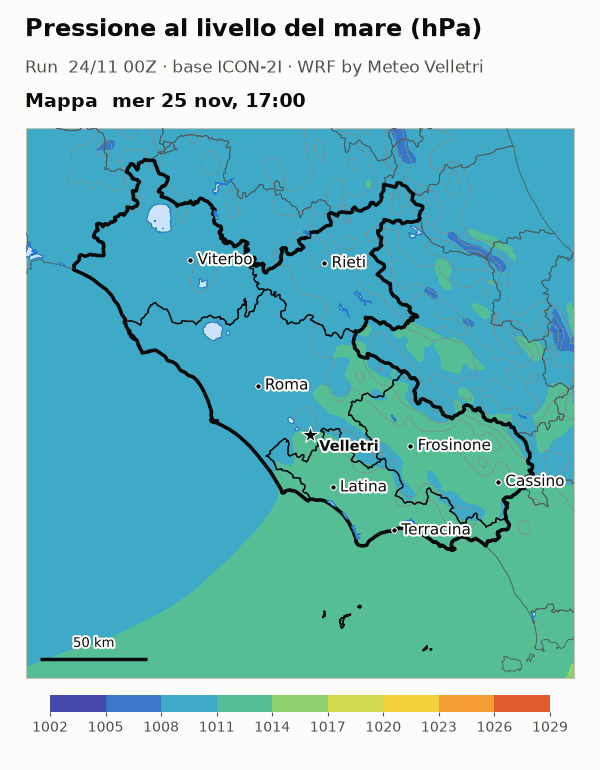 Pressione al livello del mare (hPa)
Run  24/11 00Z · base ICON-2I · WRF by Meteo Velletri
Mappa  mer 25 nov, 17:00
Viterbo
Rieti
Roma
Velletri
Frosinone
Latina
Cassino
Terracina
50 km
1002 1005 1008 1011 1014 1017 1020 1023 1026 1029